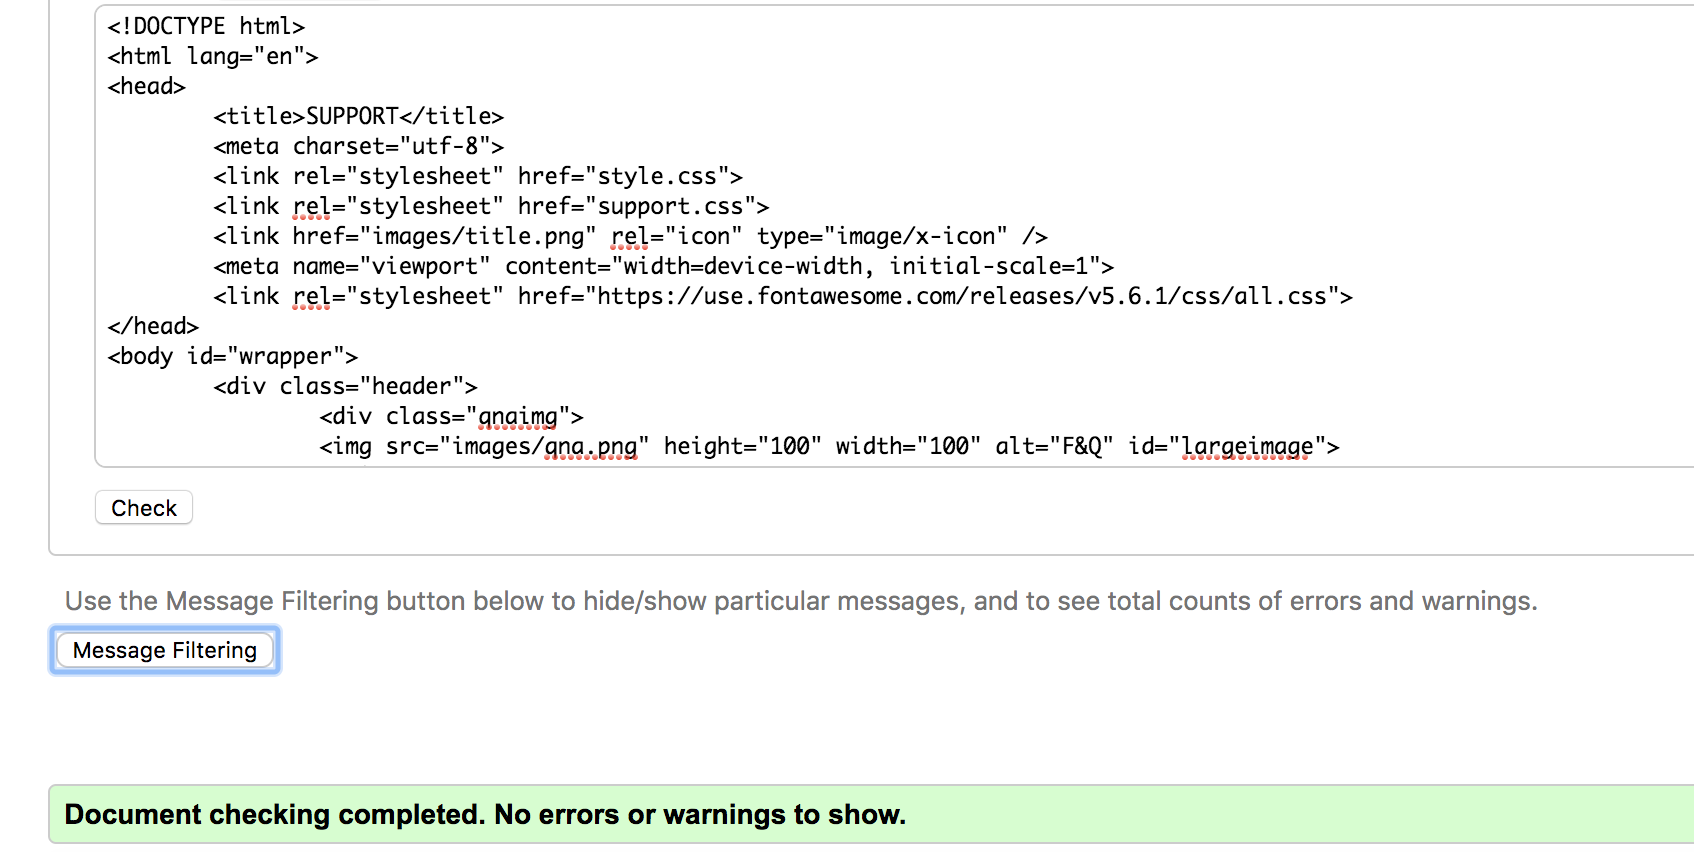 <!DOCTYPE html>
<html lang="en">
<head>
<title>SUPPORT</title>
<meta charset="utf-8">
<link rel="stylesheet" href="style.css">
<link rel="stylesheet" href="support.css">
<link href="images/title.png" rel="icon" type="image/x-icon" />
<meta name="viewport" content="width=device-width, initial-scale=1">
<link rel="stylesheet" href="https://use.fontawesome.com/releases/v5.6.1/css/all.css">
</head>
<body id="wrapper">
<div class="header">
<div class="qnaimg">
<img src="images/qna.png" height="100" width="100" alt="F&Q" id="largeimage">
Check
Use the Message Filtering button below to hide/show particular messages, and to see total counts of errors and warnings.
Message Filtering
Document checking completed. No errors or warnings to show.